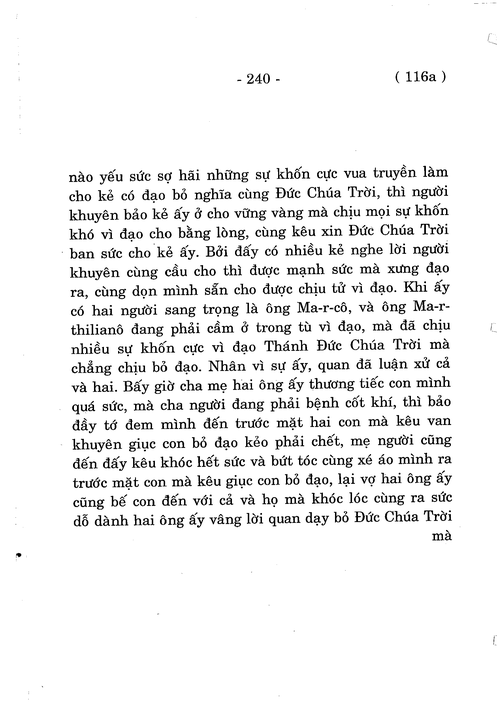 - 240 -
( 116a )
nào yếu sức sợ hãi những sự khốn cực vua truyền làm
cho kẻ có đạo bỏ nghĩa cùng Đức Chúa Trời, thì người
khuyên bảo kẻ ấy ở cho vững vàng mà chịu mọi sự khốn
khó vì đạo cho bằng lòng, cùng kêu xin Đức Chúa Trời
ban sức cho kẻ ấy. Bởi đấy có nhiều kẻ nghe lời người
khuyên cùng cầu cho thì được mạnh sức mà xưng đạo
ra, cùng dọn mình sẵn cho được chịu tử vì đạo. Khi ấy
có hai người sang trọng là ông Ma-r-cô, và ông Ma-r-
thilianô đang phải cầm ở trong tù vì đạo, mà đã chịu
nhiều sự khốn cực vì đạo Thánh Đức Chúa Trời mà
chẳng chịu bỏ đạo. Nhân vì sự ấy, quan đã luận xử cả
và hai. Bấy giờ cha mẹ hai ông ấy thương tiếc con mình
quá sức, mà cha người đang phải bệnh cốt khí, thì bảo
đầy tớ đem mình đến trước mặt hai con mà kêu van
khuyên giục con bỏ đạo kẻo phải chết, mẹ người cũng
đến đấy kêu khóc hết sức và bứt tóc cùng xé áo mình ra
trước mặt con mà kêu giục con bỏ đạo, lại vợ hai ông ấy
cũng bế con đến với cả và họ mà khóc lóc cùng ra sức
dỗ dành hai ông ấy vâng lời quan dạy bỏ Đức Chúa Trời
mà